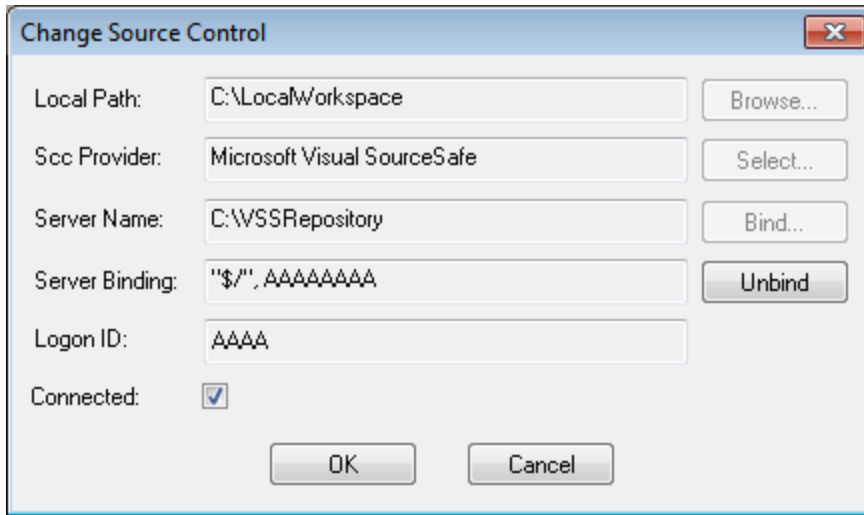 Change Source Control
Local Path: C:\LocalWorkspace Browse...
Scc Provider: Microsoft Visual SourceSafe Select...
Server Name: C:\VSSRepository Bind...
Server Binding: "$/", AAAAAAAA Unbind
Logon ID: AAAA
Connected:
OK Cancel